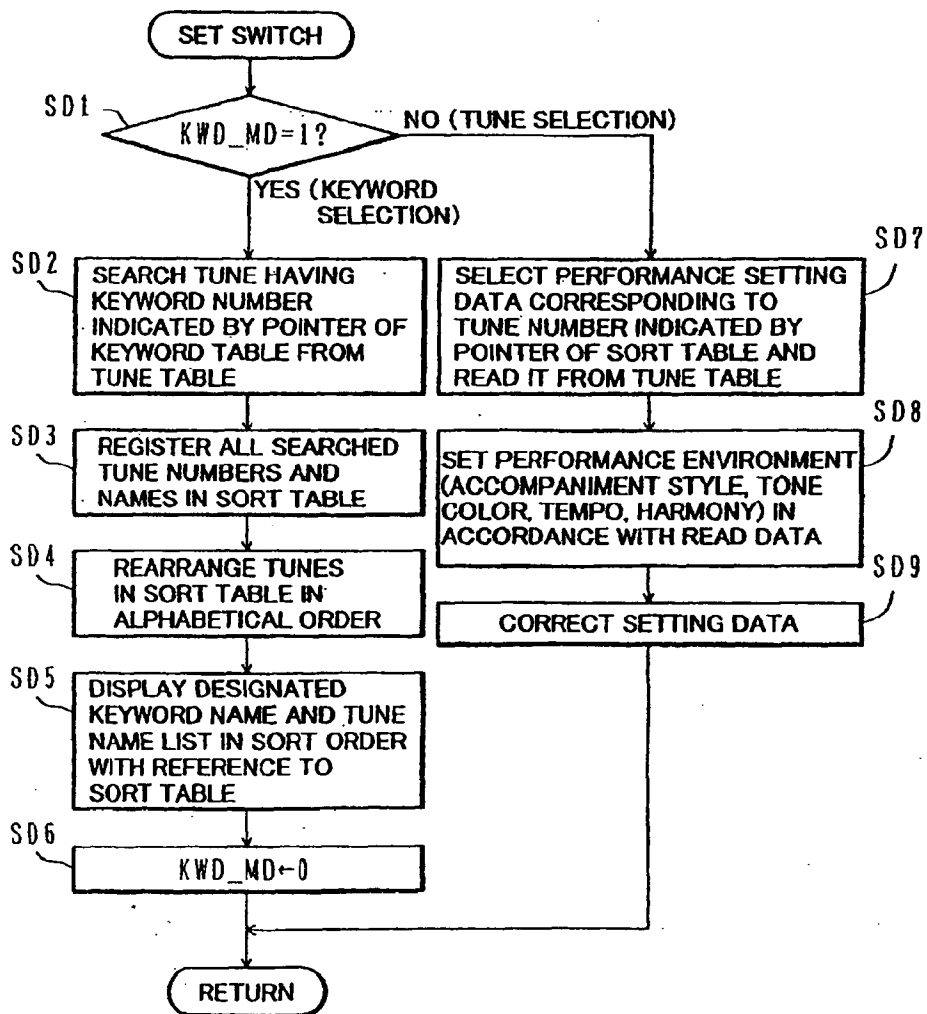 SET SWITCH
SD1
KWD_MD=1?
NO (TUNE SELECTION)
YES (KEYWORD
SELECTION)
SD2
SEARCH TUNE HAVING
KEYWORD NUMBER
INDICATED BY POINTER OF
KEYWORD TABLE FROM
TUNE TABLE
SD3
REGISTER ALL SEARCHED
TUNE NUMBERS AND
NAMES IN SORT TABLE
SD4
REARRANGE TUNES
IN SORT TABLE IN
ALPHABETICAL ORDER
SD5
DISPLAY DESIGNATED
KEYWORD NAME AND TUNE
NAME LIST IN SORT ORDER
WITH REFERENCE TO
SORT TABLE
SD6
KWD_MD←0
SD7
SELECT PERFORMANCE SETTING
DATA CORRESPONDING TO
TUNE NUMBER INDICATED BY
POINTER OF SORT TABLE AND
READ IT FROM TUNE TABLE
SD8
SET PERFORMANCE ENVIRONMENT
(ACCOMPANIMENT STYLE, TONE
COLOR, TEMPO, HARMONY) IN
ACCORDANCE WITH READ DATA
SD9
CORRECT SETTING DATA
RETURN